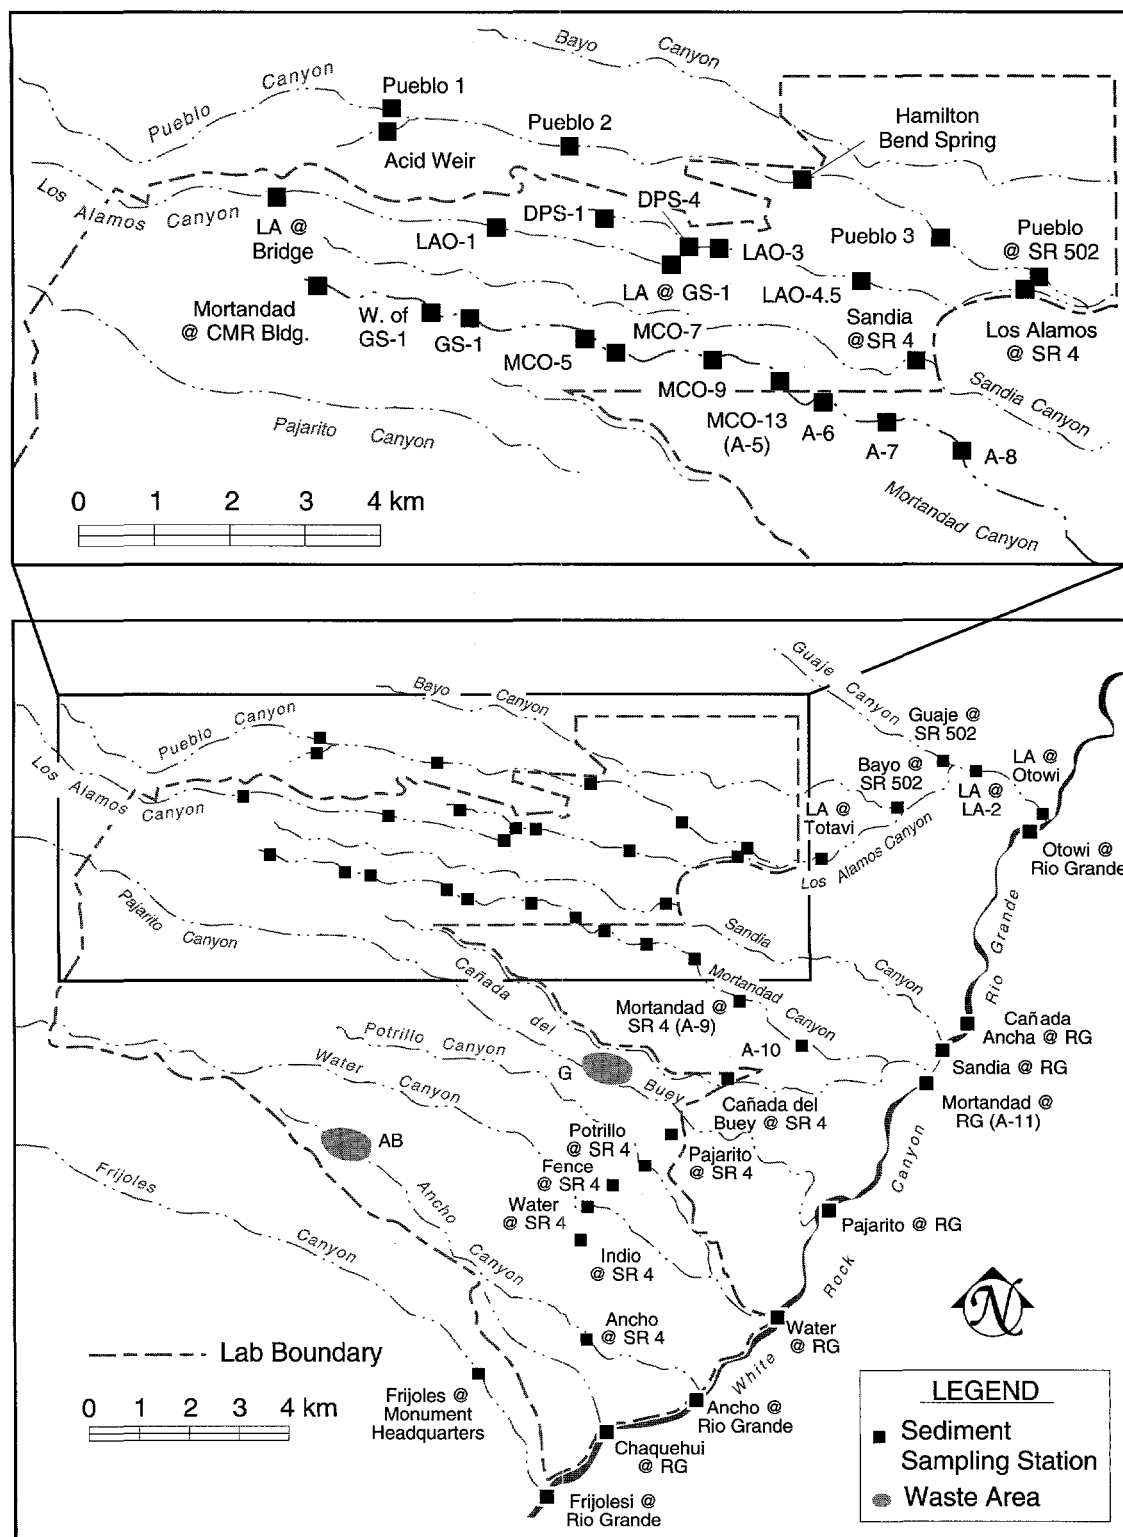 Bayo Canyon
Pueblo Canyon
Pueblo 1
Acid Weir
Pueblo 2
Hamilton
Bend Spring
Los Alamos Canyon
LA @
Bridge
LAO-1
DPS-1
DPS-4
LAO-3
LA @ GS-1
Pueblo 3
Pueblo
@ SR 502
LAO-4.5
Los Alamos
@ SR 4
Sandia
@SR 4
Mortandad
@ CMR Bldg.
W. of
GS-1
GS-1
MCO-5
MCO-7
MCO-9
MCO-13
(A-5)
A-6
A-7
A-8
Sandia Canyon
Pajarito Canyon
Mortandad Canyon
0 1 2 3 4 km
Guaje Canyon
Bayo Canyon
Pueblo Canyon
Los Alamos Canyon
Guaje @
SR 502
Bayo @
SR 502
LA @
Otowi
LA @
LA-2
LA @
Totavi
Los Alamos Canyon
Otowi @
Rio Grande
Rio Grande
Pajarito Canyon
Sandia Canyon
Cañada del Buey
Mortandad Canyon
Mortandad @
SR 4 (A-9)
A-10
Cañada
Ancha @ RG
Sandia @ RG
Mortandad @
RG (A-11)
Potrillo Canyon
Water Canyon
G
Cañada del
Buey @ SR 4
AB
Potrillo
@ SR 4
Pajarito
@ SR 4
Fence
@ SR 4
Water
@ SR 4
Indio
@ SR 4
Frijoles Canyon
Ancho Canyon
Pajarito @ RG
White Rock Canyon
N
Ancho
@ SR 4
Water
@ RG
Lab Boundary
0 1 2 3 4 km
Frijoles @
Monument
Headquarters
Ancho @
Rio Grande
Chaquehui
@ RG
Frijolesi @
Rio Grande
LEGEND
Sediment
Sampling Station
Waste Area